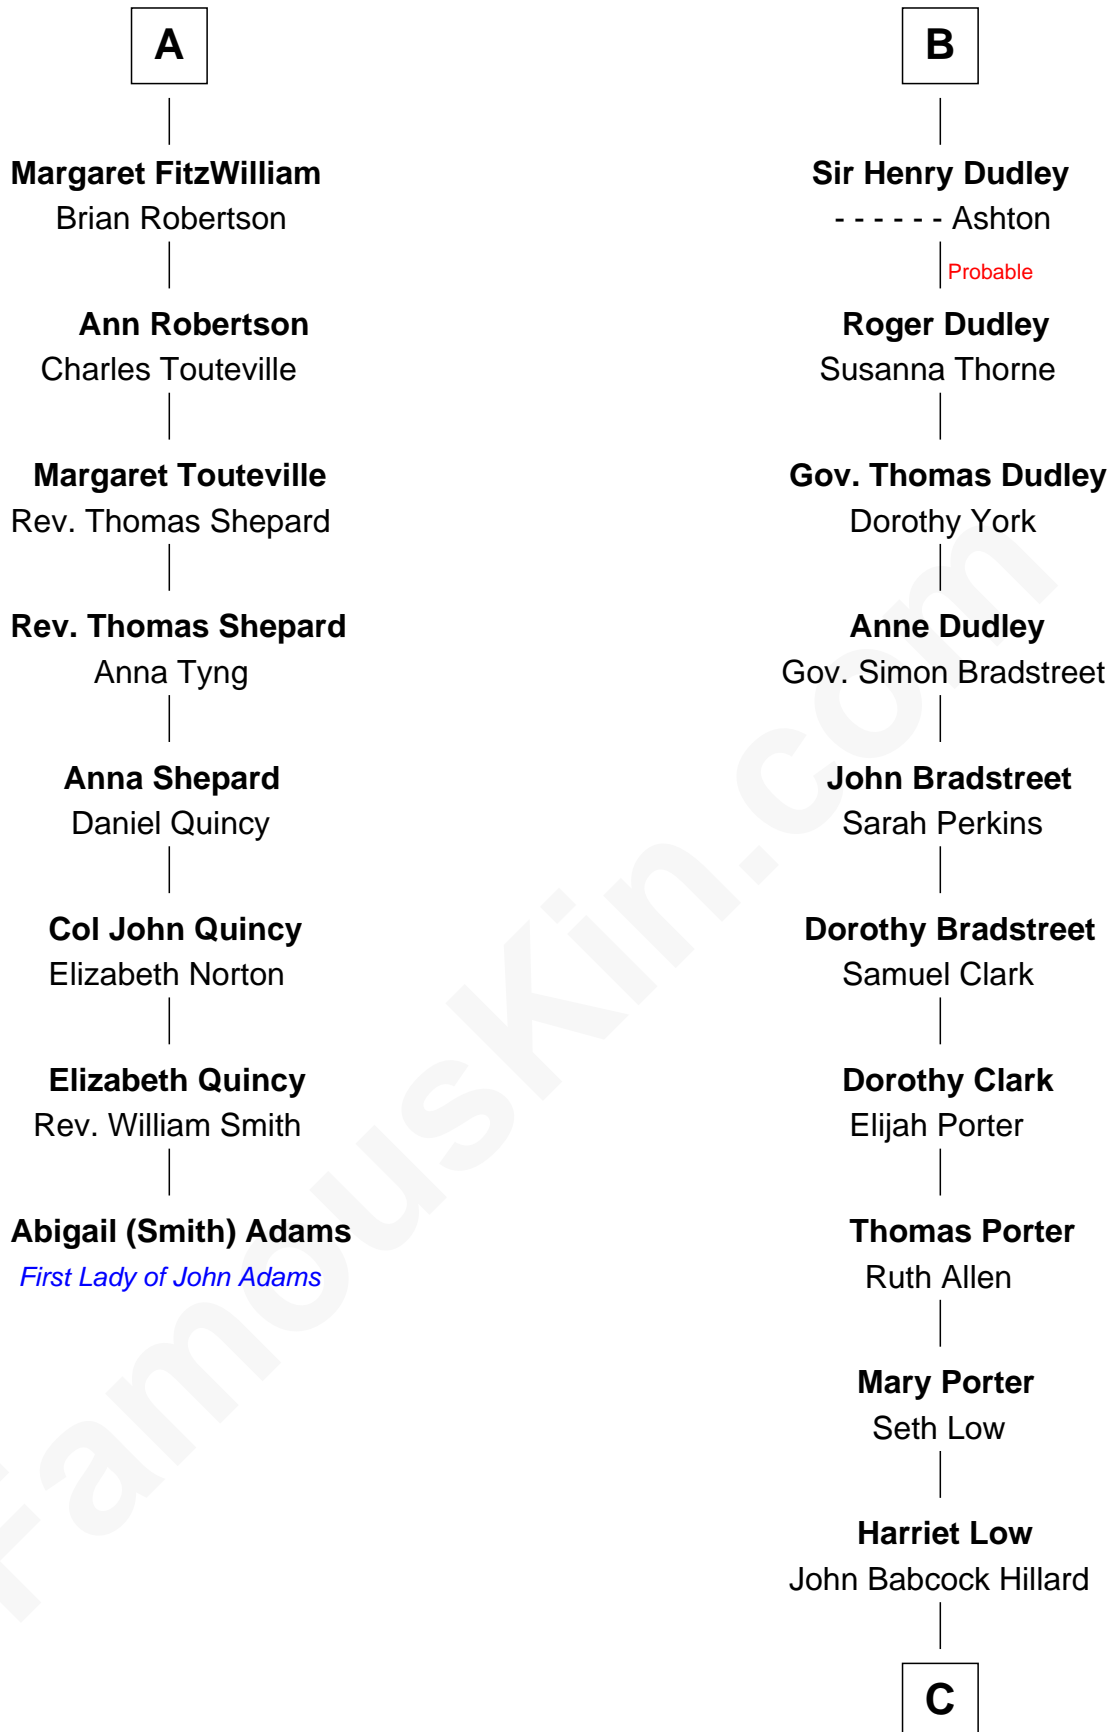 A
Margaret FitzWilliam
Brian Robertson
Ann Robertson
Charles Touteville
Margaret Touteville
Rev. Thomas Shepard
Rev. Thomas Shepard
Anna Tyng
Anna Shepard
Daniel Quincy
Col John Quincy
Elizabeth Norton
Elizabeth Quincy
Rev. William Smith
Abigail (Smith) Adams
First Lady of John Adams
B
Sir Henry Dudley
- - - - - - Ashton
Probable
Roger Dudley
Susanna Thorne
Gov. Thomas Dudley
Dorothy York
Anne Dudley
Gov. Simon Bradstreet
John Bradstreet
Sarah Perkins
Dorothy Bradstreet
Samuel Clark
Dorothy Clark
Elijah Porter
Thomas Porter
Ruth Allen
Mary Porter
Seth Low
Harriet Low
John Babcock Hillard
C
FamousKin.com